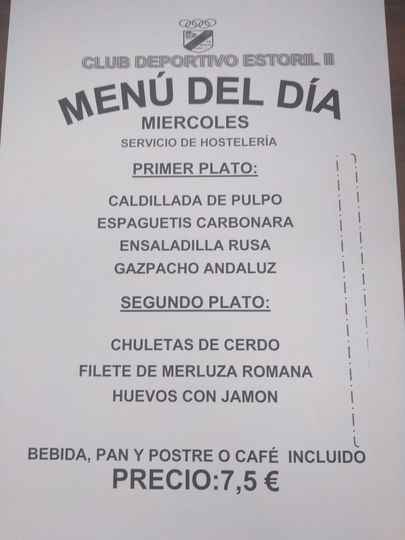 CLUB DEPORTIVO ESTORIL II
MENÚ DEL DÍA
MIERCOLES
SERVICIO DE HOSTELERÍA
PRIMER PLATO:
CALDILLADA DE PULPO
ESPAGUETIS CARBONARA
ENSALADILLA RUSA
GAZPACHO ANDALUZ
SEGUNDO PLATO:
CHULETAS DE CERDO
FILETE DE MERLUZA ROMANA
HUEVOS CON JAMON
BEBIDA, PAN Y POSTRE O CAFÉ INCLUIDO
PRECIO:7,5 €